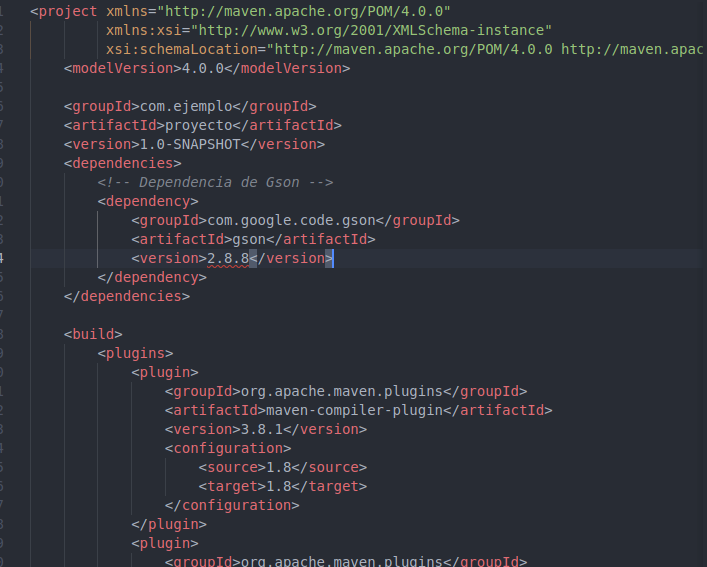 <project xmlns="http://maven.apache.org/POM/4.0.0"
xmlns:xsi="http://www.w3.org/2001/XMLSchema-instance"
xsi:schemaLocation="http://maven.apache.org/POM/4.0.0 http://maven.apac
<modelVersion>4.0.0</modelVersion>
<groupId>com.ejemplo</groupId>
<artifactId>proyecto</artifactId>
<version>1.0-SNAPSHOT</version>
<dependencies>
<!-- Dependencia de Gson -->
<dependency>
<groupId>com.google.code.gson</groupId>
<artifactId>gson</artifactId>
<version>2.8.8</version>
</dependency>
</dependencies>
<build>
<plugins>
<plugin>
<groupId>org.apache.maven.plugins</groupId>
<artifactId>maven-compiler-plugin</artifactId>
<version>3.8.1</version>
<configuration>
<source>1.8</source>
<target>1.8</target>
</configuration>
</plugin>
<plugin>
<groupId>org.apache.maven.plugins</groupId>